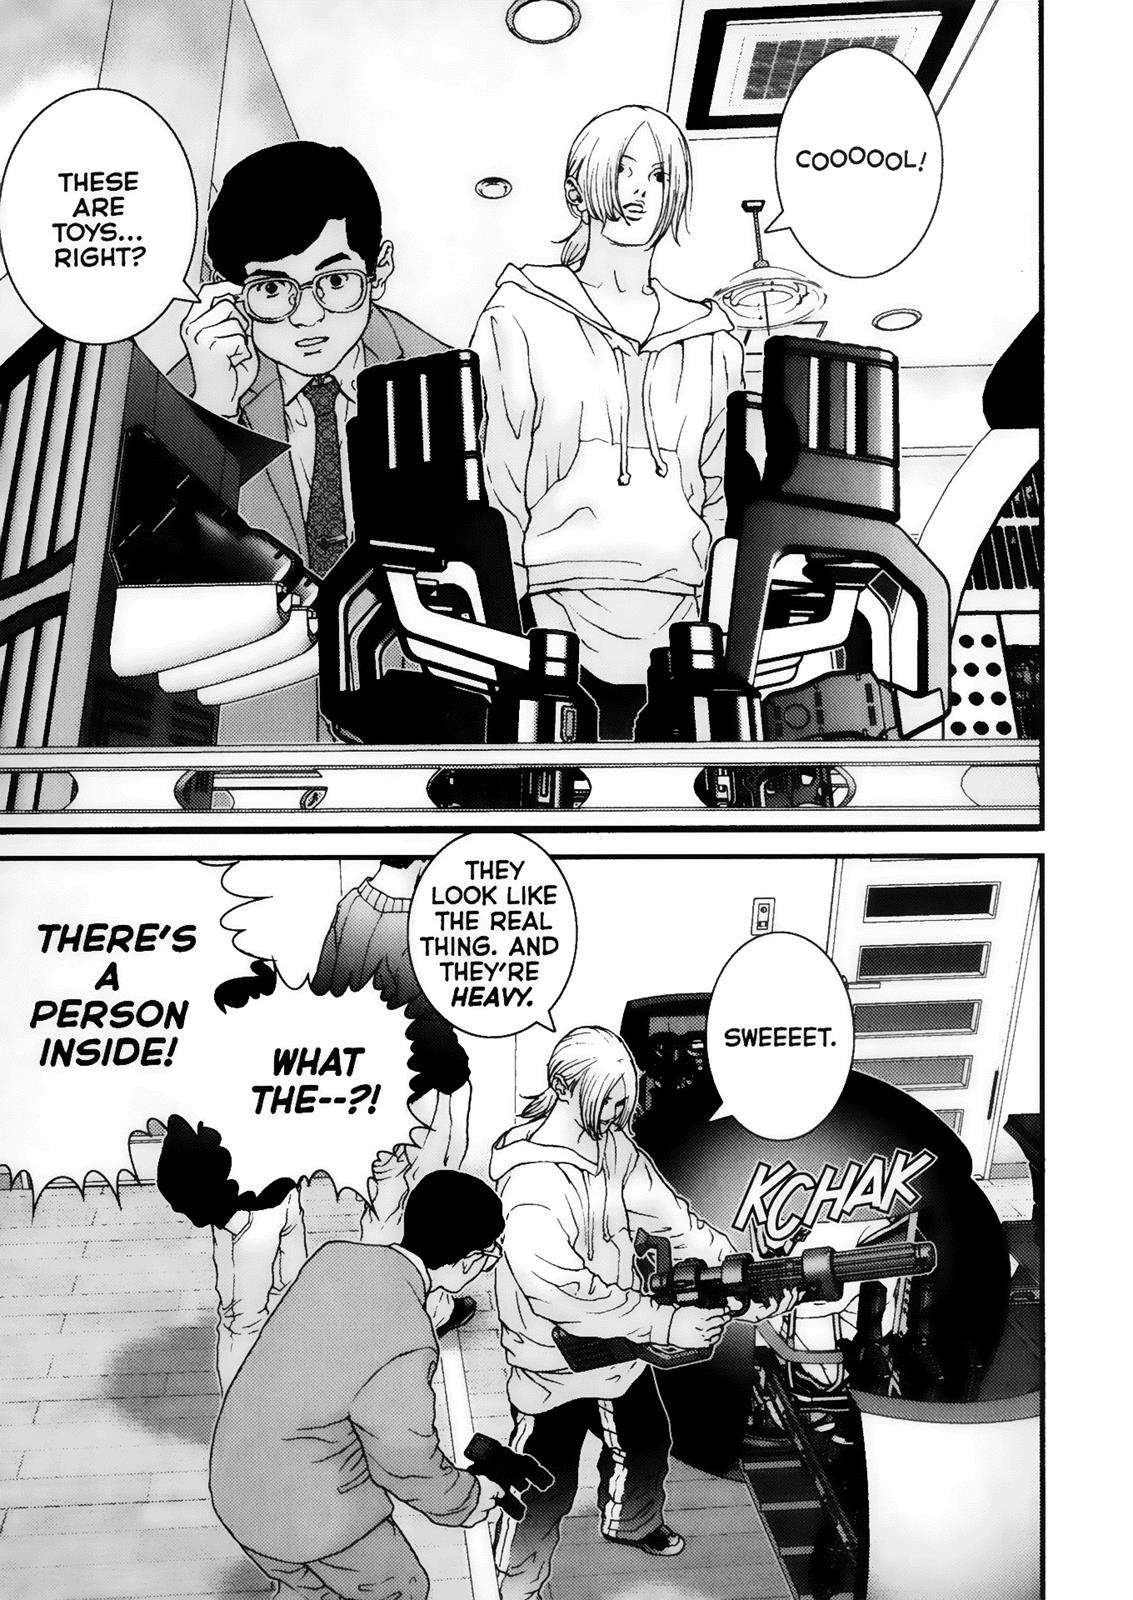 COOOOOL!
THESE
ARE
TOYS...
RIGHT?
SWEEEET.
KCHAK
THEY
LOOK LIKE
THE REAL
THING. AND
THEY'RE
HEAVY.
WHAT
THE--?!
THERE'S
A
PERSON
INSIDE!